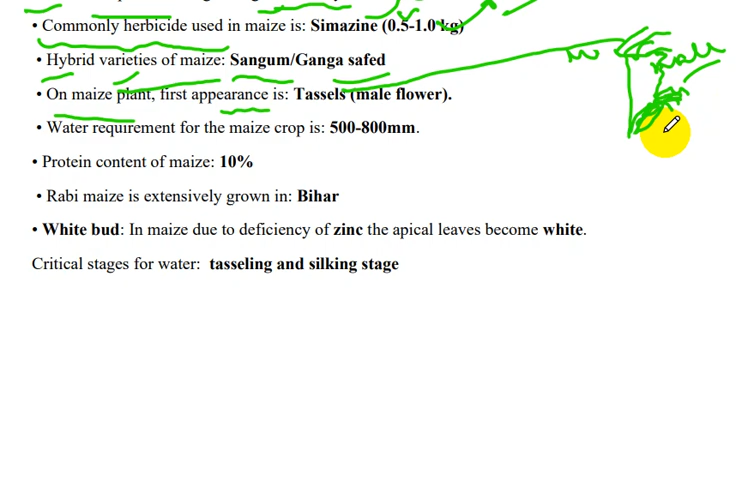 • Commonly herbicide used in maize is: Simazine (0.5-1.0 kg)
• Hybrid varieties of maize: Sangum/Ganga safed
• On maize plant, first appearance is: Tassels (male flower).
• Water requirement for the maize crop is: 500-800mm.
• Protein content of maize: 10%
• Rabi maize is extensively grown in: Bihar
• White bud: In maize due to deficiency of zinc the apical leaves become white.
Critical stages for water: tasseling and silking stage